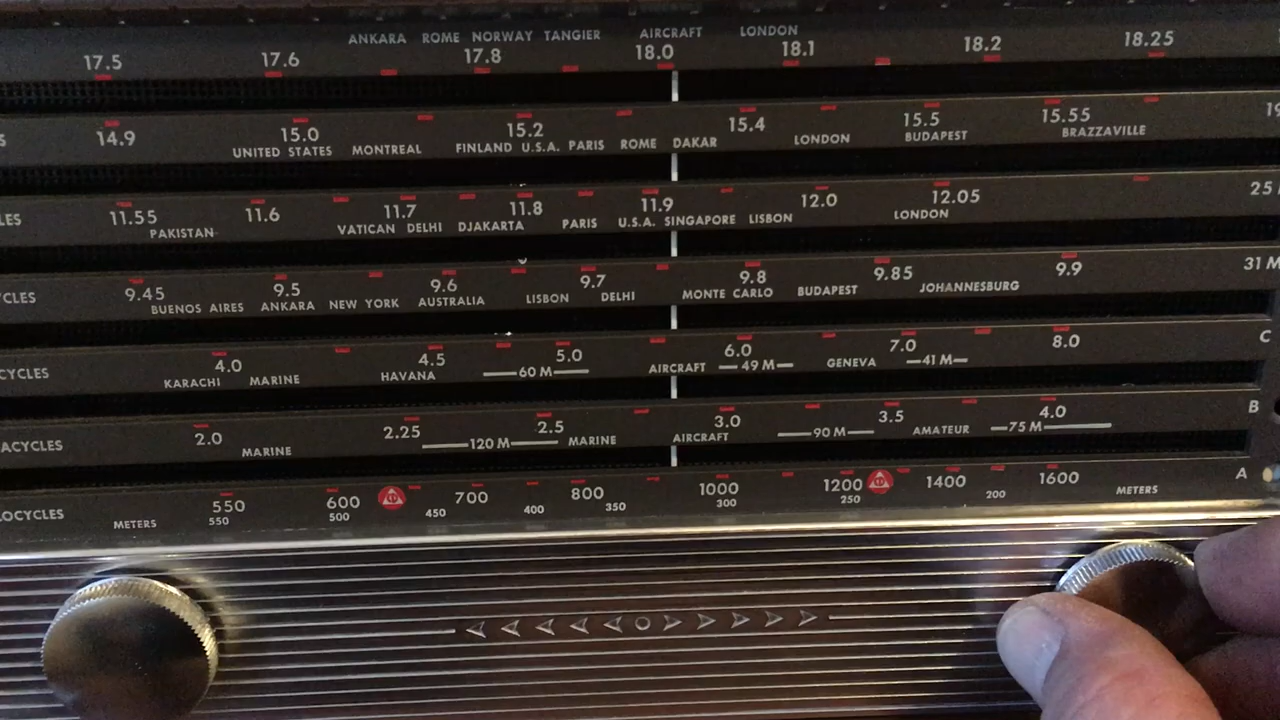 ANKARA ROME NORWAY TANGIER AIRCRAFT LONDON
17.5 17.6 17.8 18.0 18.1 18.2 18.25
14.9 15.0 15.2 15.4 15.5 15.55
UNITED STATES MONTREAL FINLAND U.S.A. PARIS ROME DAKAR LONDON BUDAPEST BRAZZAVILLE
11.55 11.6 11.7 11.8 11.9 12.0 12.05 25
PAKISTAN VATICAN DELHI DJAKARTA PARIS U.S.A. SINGAPORE LISBON LONDON
9.45 9.5 9.6 9.7 9.8 9.85 9.9 31 M
BUENOS AIRES ANKARA NEW YORK AUSTRALIA LISBON DELHI MONTE CARLO BUDAPEST JOHANNESBURG
CYCLES 4.0 4.5 5.0 6.0 7.0 8.0 C
KARACHI MARINE HAVANA 60 M AIRCRAFT 49 M GENEVA 41 M
ACYCLES 2.0 2.25 2.5 3.0 3.5 4.0 B
MARINE 120 M MARINE AIRCRAFT 90 M AMATEUR 75 M
LOCYCLES 550 600 700 800 1000 1200 1400 1600 A
METERS 550 500 450 400 350 300 250 200 METERS